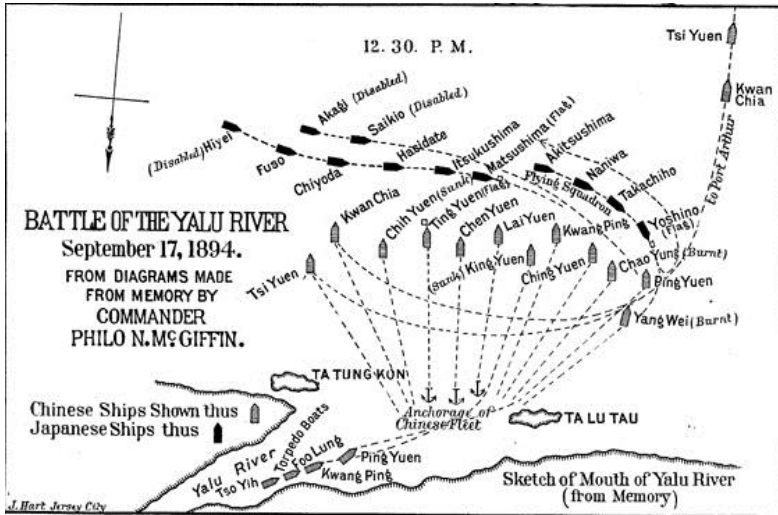 12. 30. P. M.
Tsi Yuen
Kwan
Chia
to Port Arthur
Akagi (Disabled)
Saikio (Disabled)
(Disabled) Hiyei
Fuso
Chiyoda
Hasidate
Itsukushima
Matsushima (Flag)
Akitsushima
Naniwa
Takachiho
Flying Squadron
Yoshino
(Flag)
BATTLE OF THE YALU RIVER
September 17, 1894.
FROM DIAGRAMS MADE
FROM MEMORY BY
COMMANDER
PHILO N. McGIFFIN.
Tsi Yuen
Kwan Chia
Chih Yuen (Sunk)
Ting Yuen (Flag)
Chen Yuen
(Sunk) King Yuen
Lai Yuen
Ching Yuen
Kwang Ping
Chao Yung (Burnt)
Ping Yuen
Yang Wei (Burnt)
TA TUNG KON
Chinese Ships Shown thus
Japanese Ships thus
Anchorage of
Chinese Fleet
TA LU TAU
Yalu River
Torpedo Boats
Tso Yih
Foo Lung
Kwang Ping
Ping Yuen
Sketch of Mouth of Yalu River
(from Memory)
J. Hart Jersey City